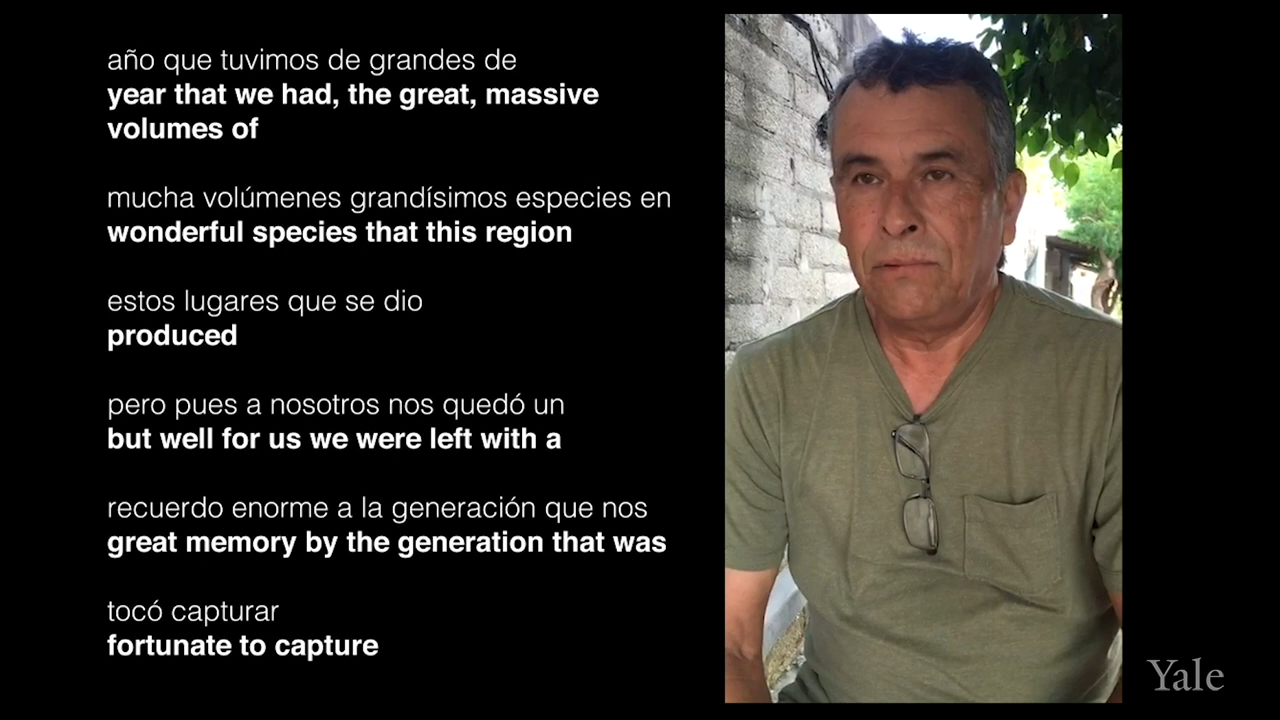 año que tuvimos de grandes de
year that we had, the great, massive
volumes of
mucha volúmenes grandísimos especies en
wonderful species that this region
estos lugares que se dio
produced
pero pues a nosotros nos quedó un
but well for us we were left with a
recuerdo enorme a la generación que nos
great memory by the generation that was
tocó capturar
fortunate to capture
Yale